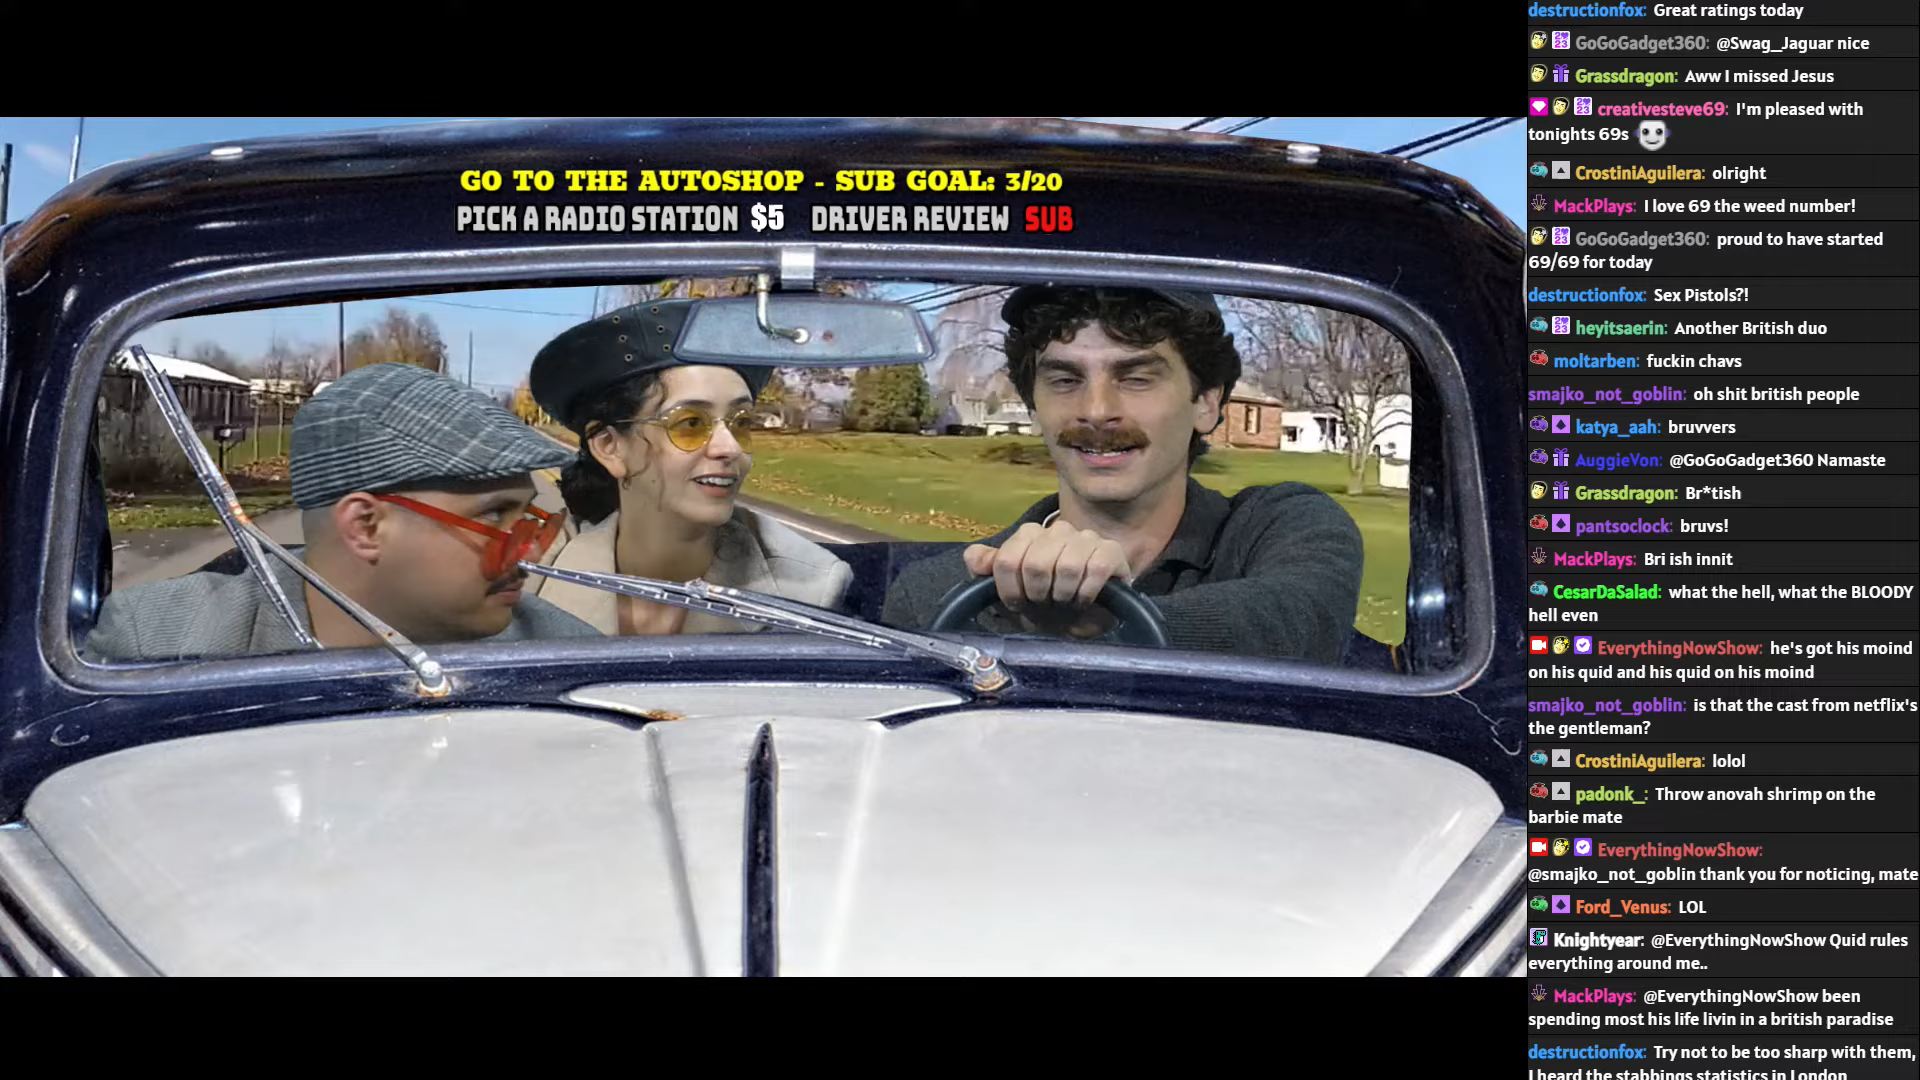 GO TO THE AUTOSHOP - SUB GOAL: 3/20
PICK A RADIO STATION $5 DRIVER REVIEW SUB
destructionfox: Great ratings today
GoGoGadget360: @Swag_Jaguar nice
Grassdragon: Aww I missed Jesus
creativesteve69: I'm pleased with
tonights 69s
CrostiniAguilera: olright
MackPlays: I love 69 the weed number!
GoGoGadget360: proud to have started
69/69 for today
destructionfox: Sex Pistols?!
heyitsaerin: Another British duo
moltarben: fuckin chavs
smajko_not_goblin: oh shit british people
katya_aah: bruvvers
AuggieVon: @GoGoGadget360 Namaste
Grassdragon: Br*tish
pantsoclock: bruvs!
MackPlays: Bri ish innit
CesarDaSalad: what the hell, what the BLOODY
hell even
EverythingNowShow: he's got his moind
on his quid and his quid on his moind
smajko_not_goblin: is that the cast from netflix's
the gentleman?
CrostiniAguilera: lolol
padonk_: Throw anovah shrimp on the
barbie mate
EverythingNowShow:
@smajko_not_goblin thank you for noticing, mate
Ford_Venus: LOL
Knightyear: @EverythingNowShow Quid rules
everything around me..
MackPlays: @EverythingNowShow been
spending most his life livin in a british paradise
destructionfox: Try not to be too sharp with them,
I heard the stabbings statistics in London